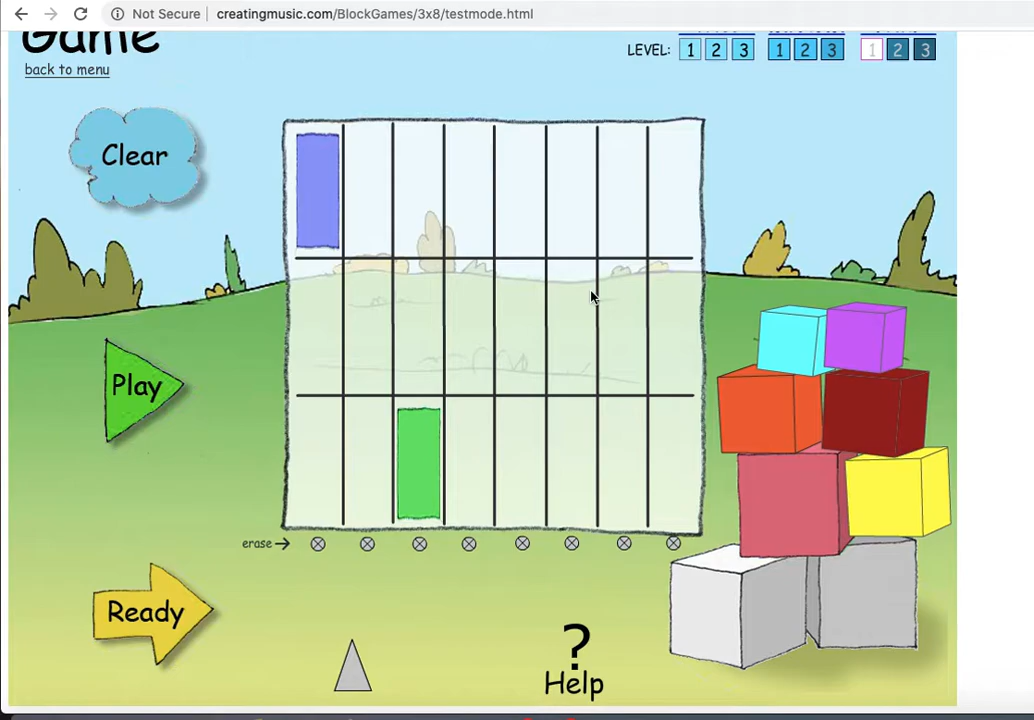 Not Secure | creatingmusic.com/BlockGames/3x8/testmode.html
Game
back to menu
LEVEL: 1 2 3 1 2 3 1 2 3
Clear
Play
erase →
Ready
?
Help